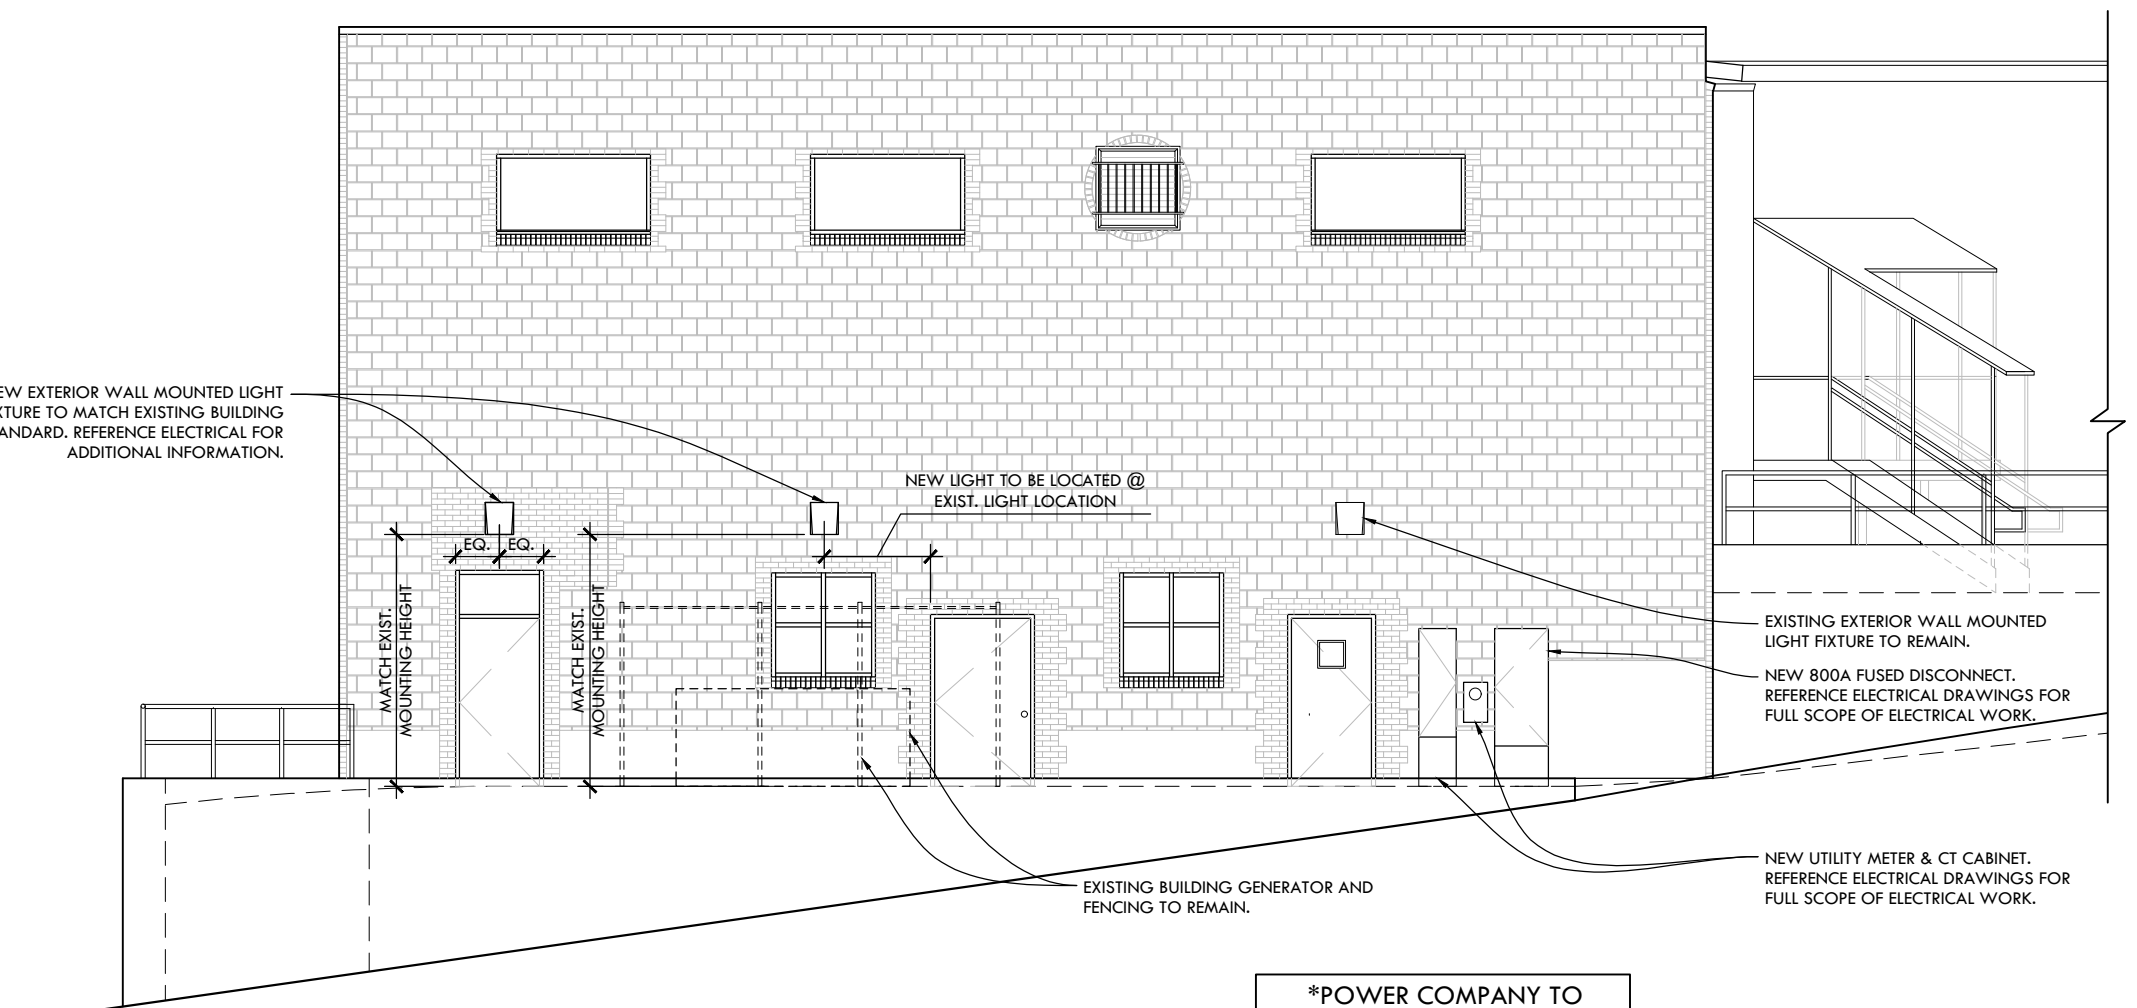 EW EXTERIOR WALL MOUNTED LIGHT
XTURE TO MATCH EXISTING BUILDING
ANDARD. REFERENCE ELECTRICAL FOR
ADDITIONAL INFORMATION.
NEW LIGHT TO BE LOCATED @
EXIST. LIGHT LOCATION
EQ.
EQ.
MATCH EXIST.
MOUNTING HEIGHT
MATCH EXIST.
MOUNTING HEIGHT
EXISTING EXTERIOR WALL MOUNTED
LIGHT FIXTURE TO REMAIN.
NEW 800A FUSED DISCONNECT.
REFERENCE ELECTRICAL DRAWINGS FOR
FULL SCOPE OF ELECTRICAL WORK.
NEW UTILITY METER & CT CABINET.
REFERENCE ELECTRICAL DRAWINGS FOR
FULL SCOPE OF ELECTRICAL WORK.
EXISTING BUILDING GENERATOR AND
FENCING TO REMAIN.
*POWER COMPANY TO